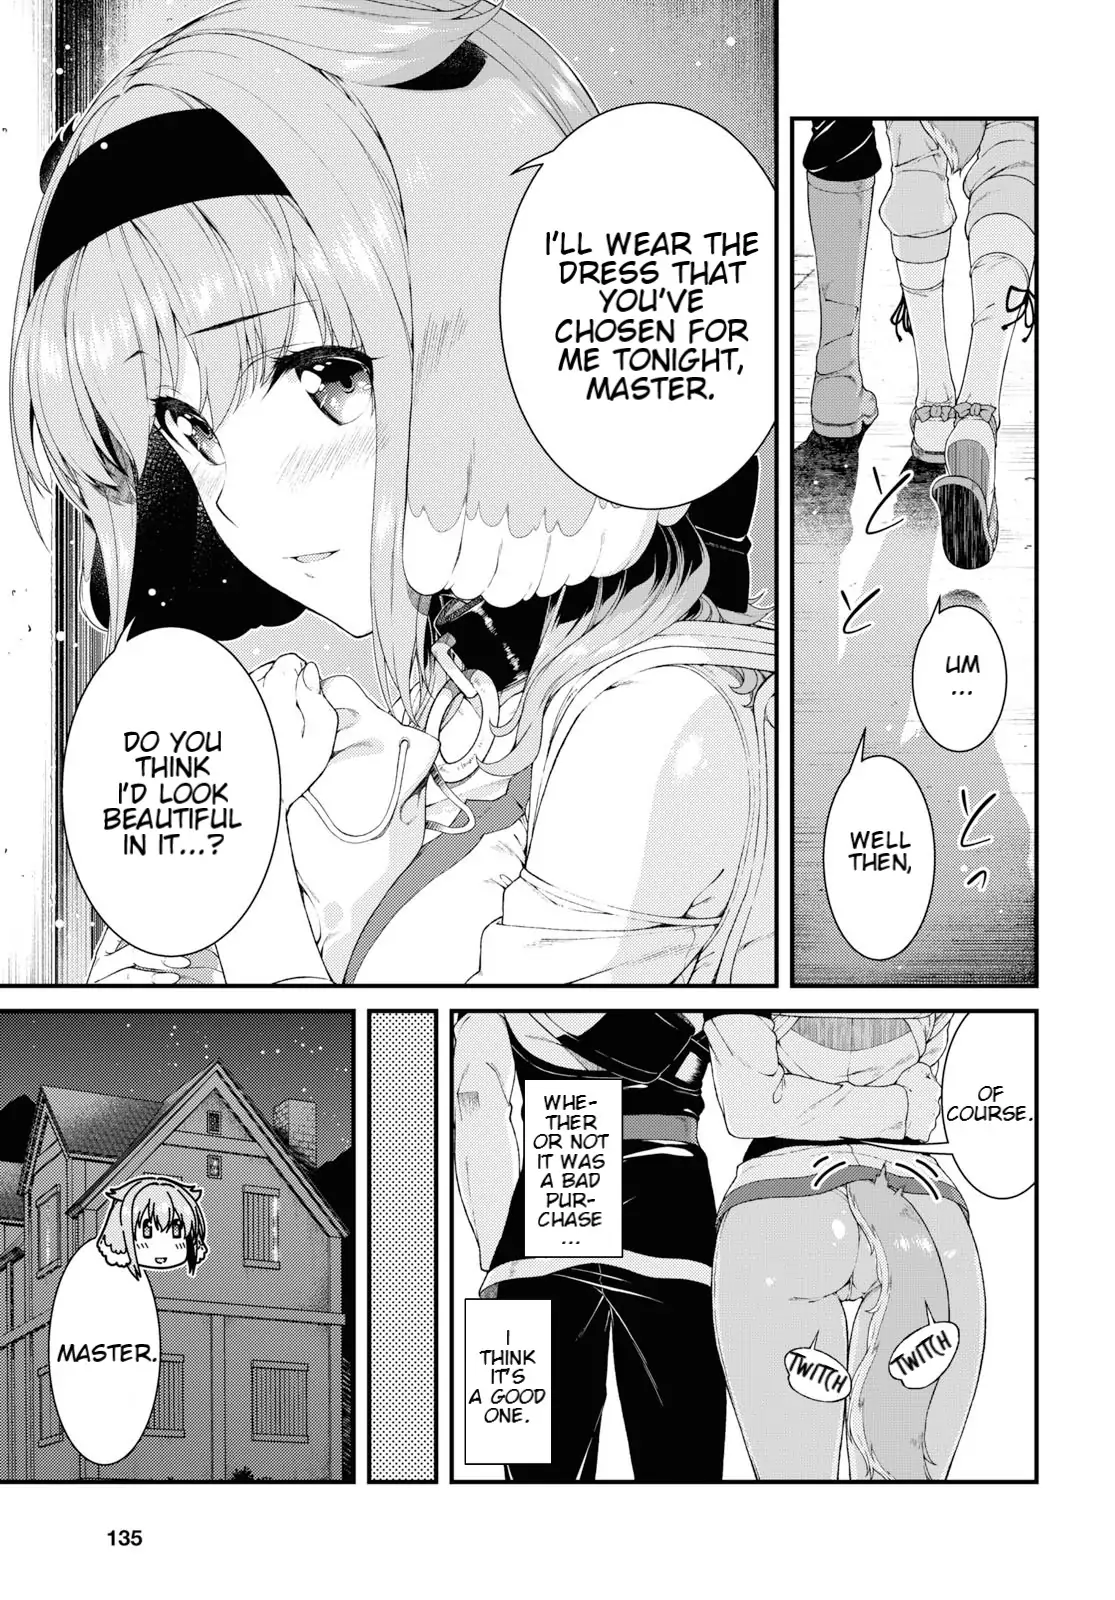 UM
...
WELL
THEN,
I'LL WEAR THE
DRESS THAT
YOU'VE
CHOSEN FOR
ME TONIGHT,
MASTER.
DO YOU
THINK
I'D LOOK
BEAUTIFUL
IN IT...?
OF
COURSE.
TWITCH
TWITCH
WHE-
THER
OR NOT
IT WAS
A BAD
PUR-
CHASE
...
I
THINK
IT'S
A GOOD
ONE.
MASTER.
135